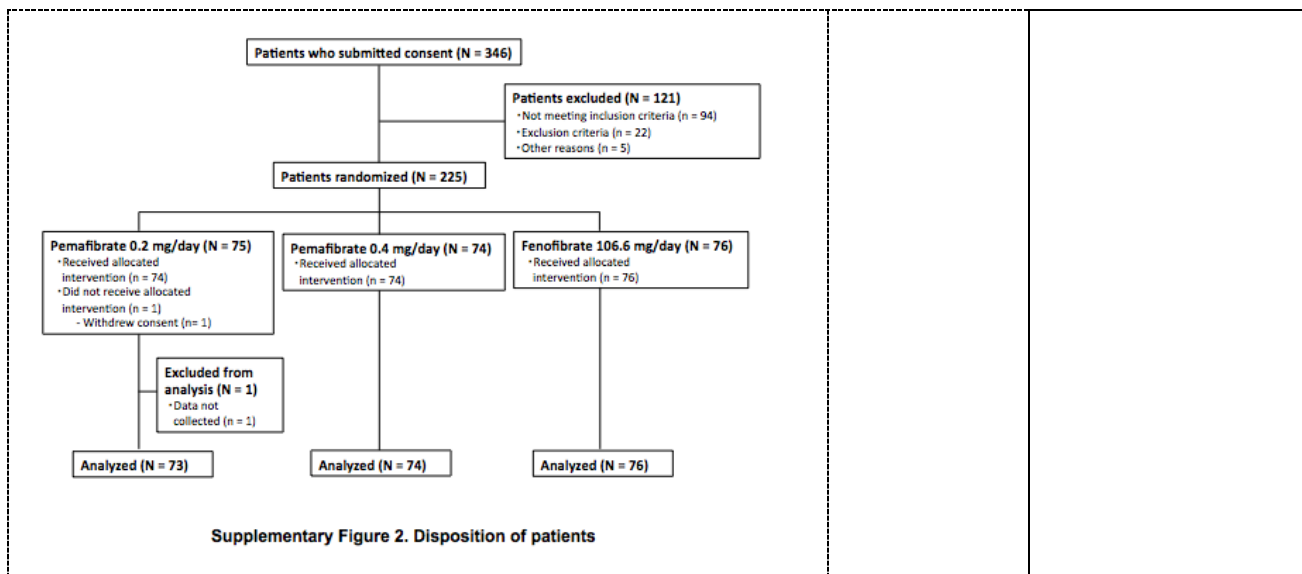 Patients who submitted consent (N = 346)
Patients excluded (N = 121)
・Not meeting inclusion criteria (n = 94)
・Exclusion criteria (n = 22)
・Other reasons (n = 5)
Patients randomized (N = 225)
Pemafibrate 0.2 mg/day (N = 75)
・Received allocated
intervention (n = 74)
・Did not receive allocated
intervention (n = 1)
- Withdrew consent (n= 1)
Pemafibrate 0.4 mg/day (N = 74)
・Received allocated
intervention (n = 74)
Fenofibrate 106.6 mg/day (N = 76)
・Received allocated
intervention (n = 76)
Excluded from
analysis (N = 1)
・Data not
collected (n = 1)
Analyzed (N = 73)
Analyzed (N = 74)
Analyzed (N = 76)
Supplementary Figure 2. Disposition of patients